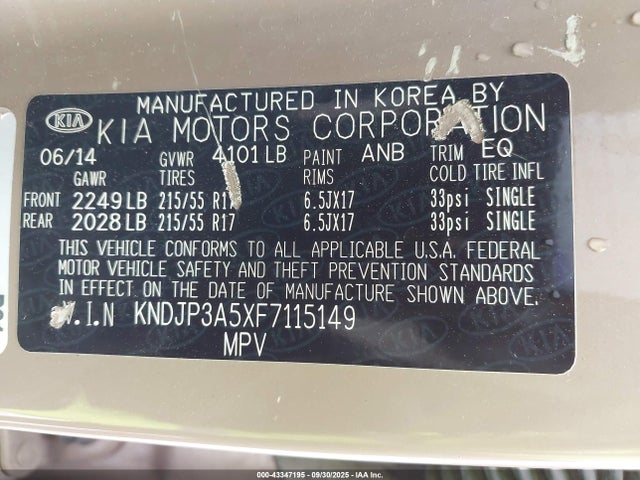 MANUFACTURED IN KOREA BY
KIA KIA MOTORS CORPORATION
06/14 GVWR 4101 LB PAINT ANB TRIM EQ
GAWR TIRES RIMS COLD TIRE INFL
FRONT 2249 LB 215/55 R17 6.5JX17 33psi SINGLE
REAR 2028 LB 215/55 R17 6.5JX17 33psi SINGLE
THIS VEHICLE CONFORMS TO ALL APPLICABLE U.S.A. FEDERAL
MOTOR VEHICLE SAFETY AND THEFT PREVENTION STANDARDS
IN EFFECT ON THE DATE OF MANUFACTURE SHOWN ABOVE.
V.I.N KNDJP3A5XF7115149
MPV
000-43347195 - 09/30/2025 - IAA Inc.